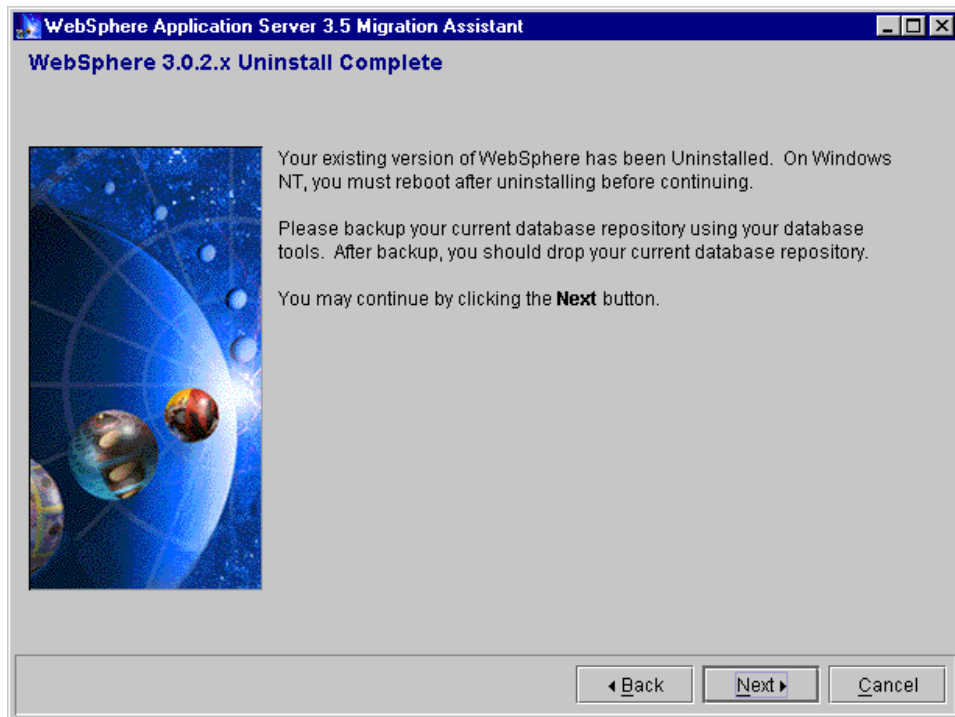 WebSphere Application Server 3.5 Migration Assistant
WebSphere 3.0.2.x Uninstall Complete
Your existing version of WebSphere has been Uninstalled. On Windows
NT, you must reboot after uninstalling before continuing.
Please backup your current database repository using your database
tools. After backup, you should drop your current database repository.
You may continue by clicking the Next button.
Back
Next
Cancel